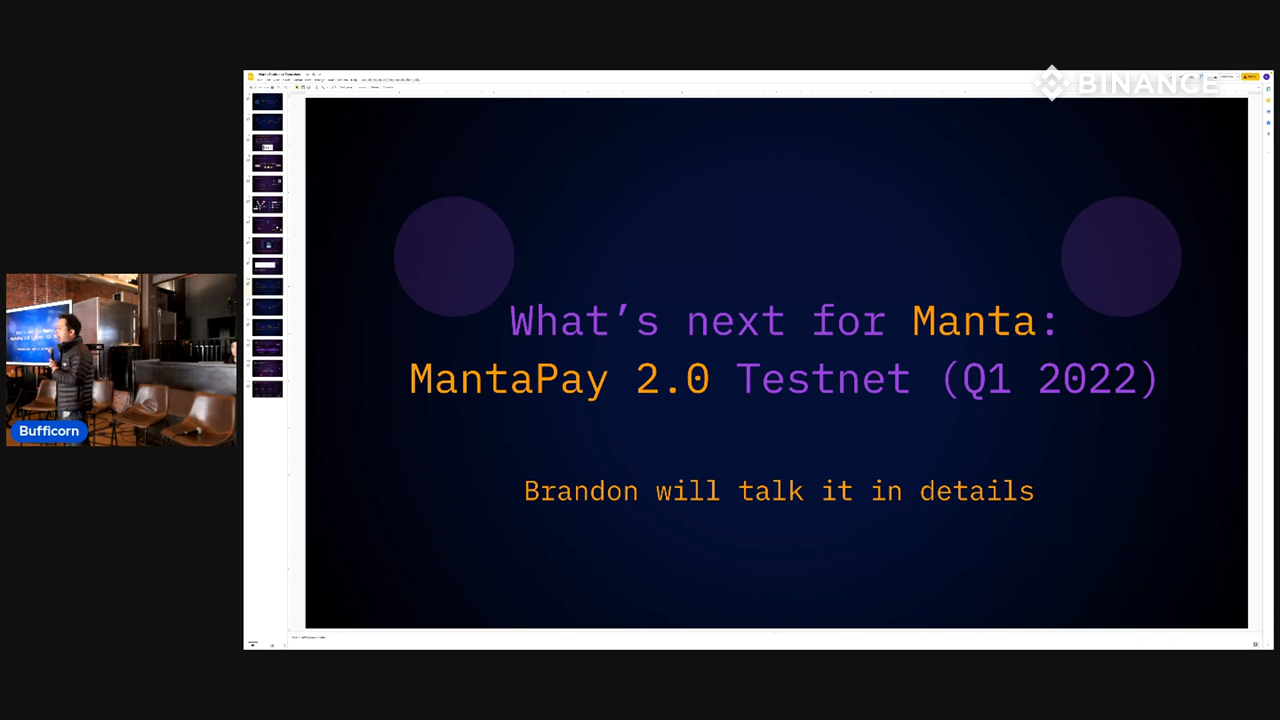 BINANCE
What's next for Manta:
MantaPay 2.0 Testnet (Q1 2022)
Brandon will talk it in details
Bufficorn